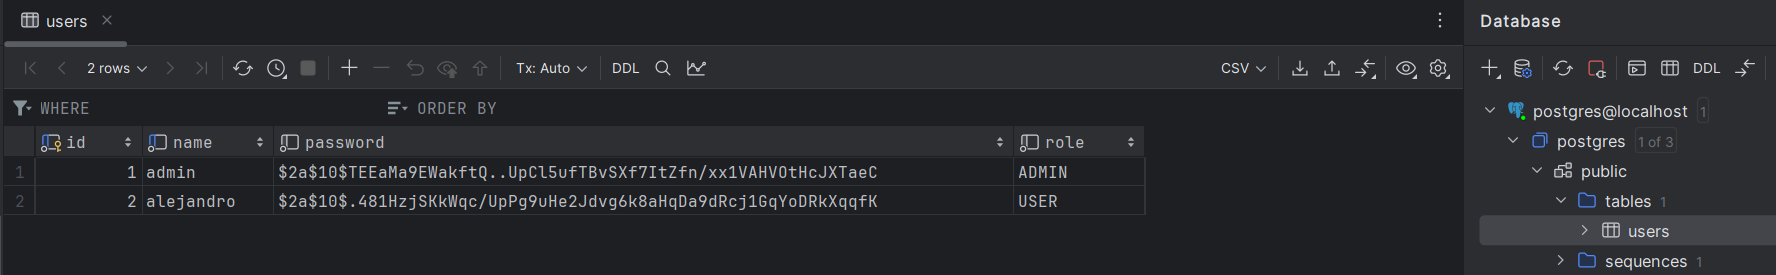 users
Database
2 rows
Tx: Auto
DDL
CSV
DDL
WHERE
ORDER BY
postgres@localhost 1
postgres 1 of 3
public
tables 1
users
sequences 1
id name password role
1 1 admin $2a$10$TEEaMa9EWakftQ..UpCl5ufTBvSXf7ItZfn/xx1VAHVOtHcJXTaeC ADMIN
2 2 alejandro $2a$10$.481HzjSKkWqc/UpPg9uHe2Jdvg6k8aHqDa9dRcj1GqYoDRkXqqfK USER